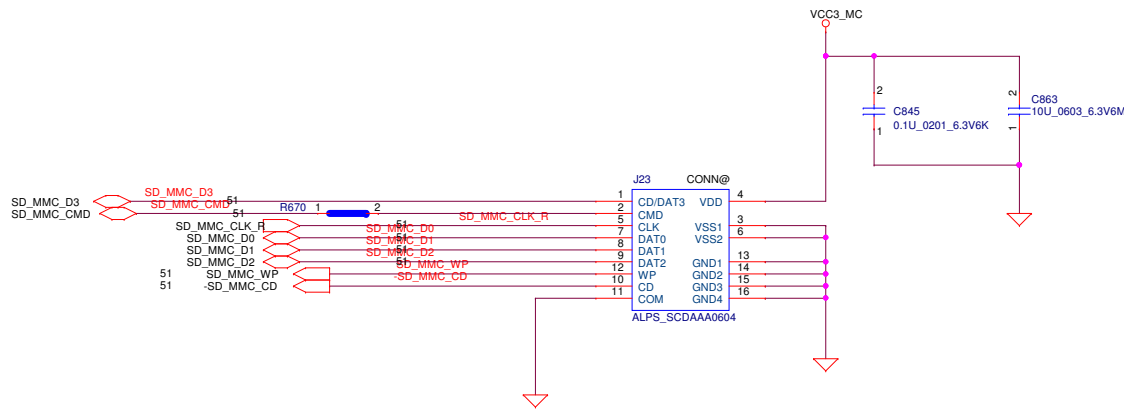 VCC3_MC
2
C845
0.1U_0201_6.3V6K
1
2
C863
10U_0603_6.3V6M
1
J23 CONN@
SD_MMC_D3 SD_MMC_D3 51 1 CD/DAT3 VDD 4
SD_MMC_CMD SD_MMC_CMD 51 R670 1 2 2 CMD
SD_MMC_CLK_R SD_MMC_CLK_R 51 5 CLK VSS1 3
SD_MMC_D0 SD_MMC_D0 7 DAT0 VSS2 6
SD_MMC_D1 SD_MMC_D1 8 DAT1
SD_MMC_D2 SD_MMC_D2 51 9 DAT2 GND1 13
51 SD_MMC_WP SD_MMC_WP 12 WP GND2 14
51 -SD_MMC_CD -SD_MMC_CD 10 CD GND3 15
11 COM GND4 16
ALPS_SCDAAA0604